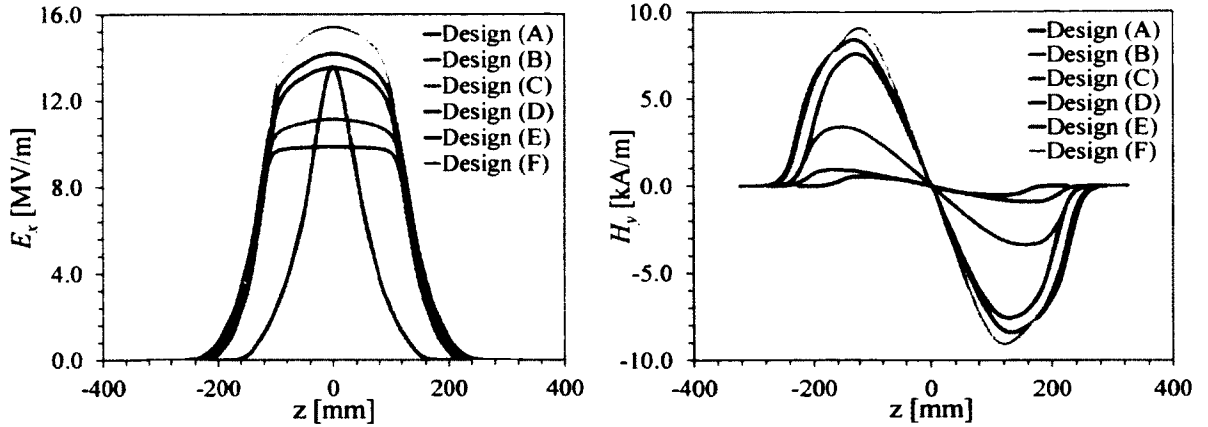 16.0
12.0
8.0
4.0
0.0
E_x [MV/m]
-400
-200
0
200
400
z [mm]
Design (A)
Design (B)
Design (C)
Design (D)
Design (E)
Design (F)
10.0
5.0
0.0
-5.0
-10.0
H_y [kA/m]
-400
-200
0
200
400
z [mm]
Design (A)
Design (B)
Design (C)
Design (D)
Design (E)
Design (F)